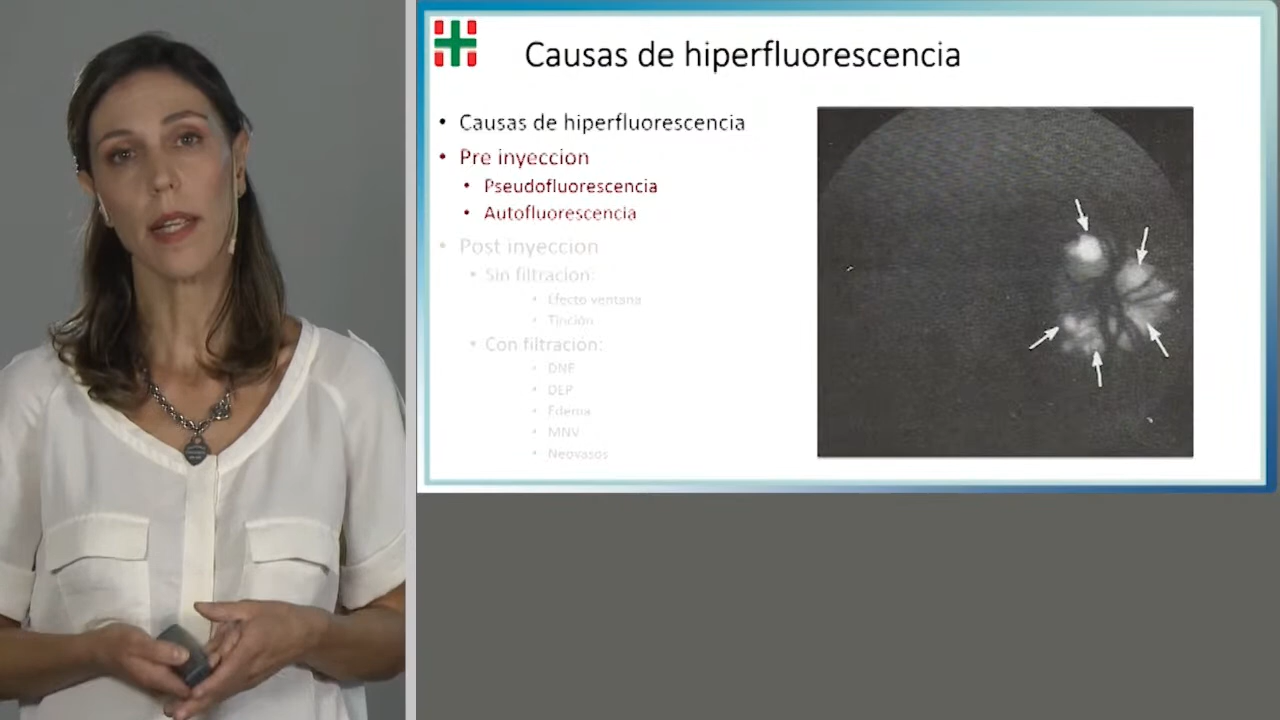 Causas de hiperfluorescencia
• Causas de hiperfluorescencia
• Pre inyeccion
• Pseudofluorescencia
• Autofluorescencia
• Post inyeccion
• Sin filtracion:
• Efecto ventana
• Tinción
• Con filtración:
• DNE
• DEP
• Edema
• MNV
• Neovasos